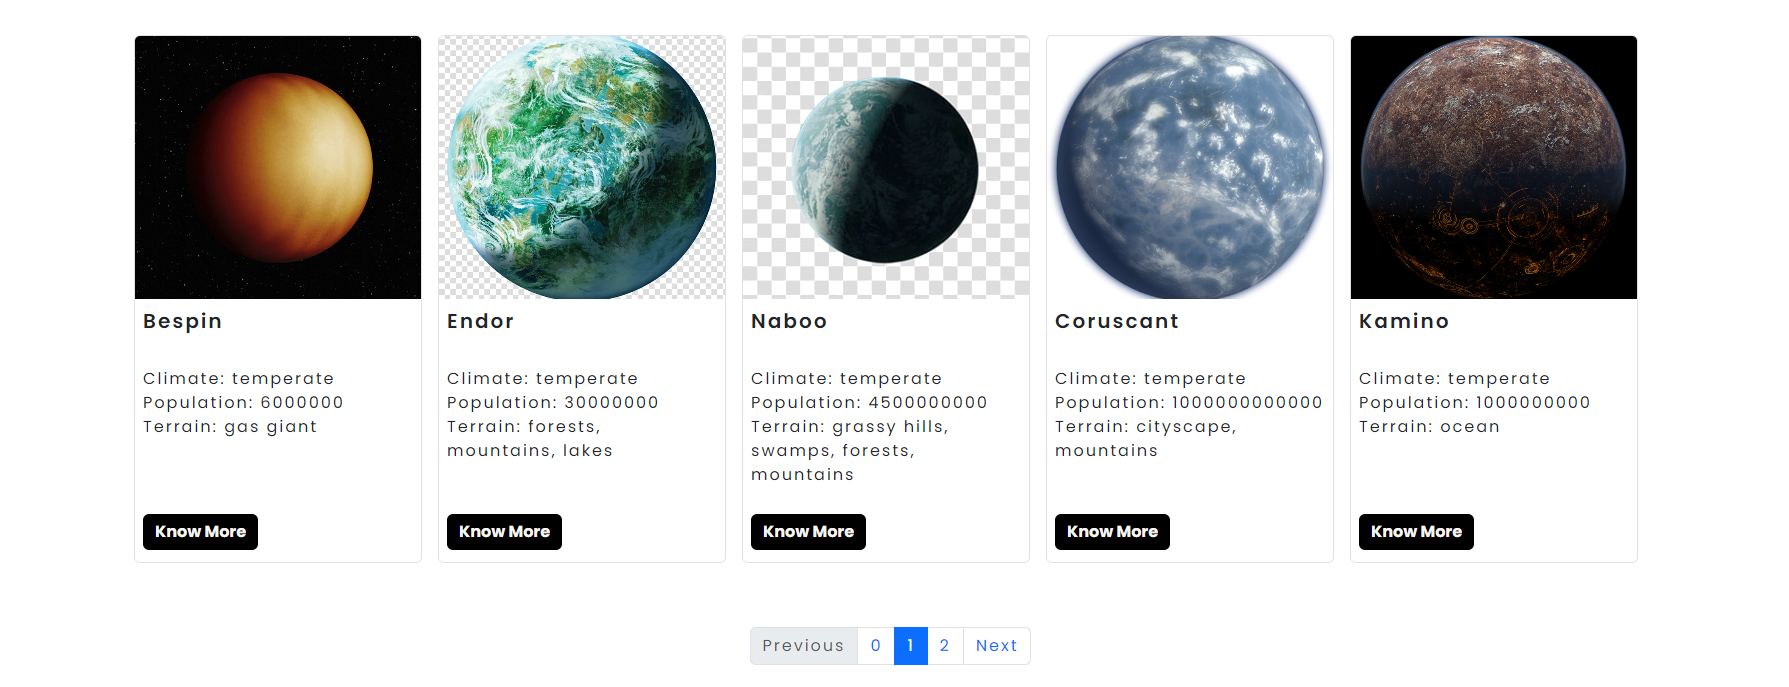 Bespin
Climate: temperate
Population: 6000000
Terrain: gas giant
Know More
Endor
Climate: temperate
Population: 30000000
Terrain: forests,
mountains, lakes
Know More
Naboo
Climate: temperate
Population: 4500000000
Terrain: grassy hills,
swamps, forests,
mountains
Know More
Coruscant
Climate: temperate
Population: 1000000000000
Terrain: cityscape,
mountains
Know More
Kamino
Climate: temperate
Population: 1000000000
Terrain: ocean
Know More
Previous 0 1 2 Next